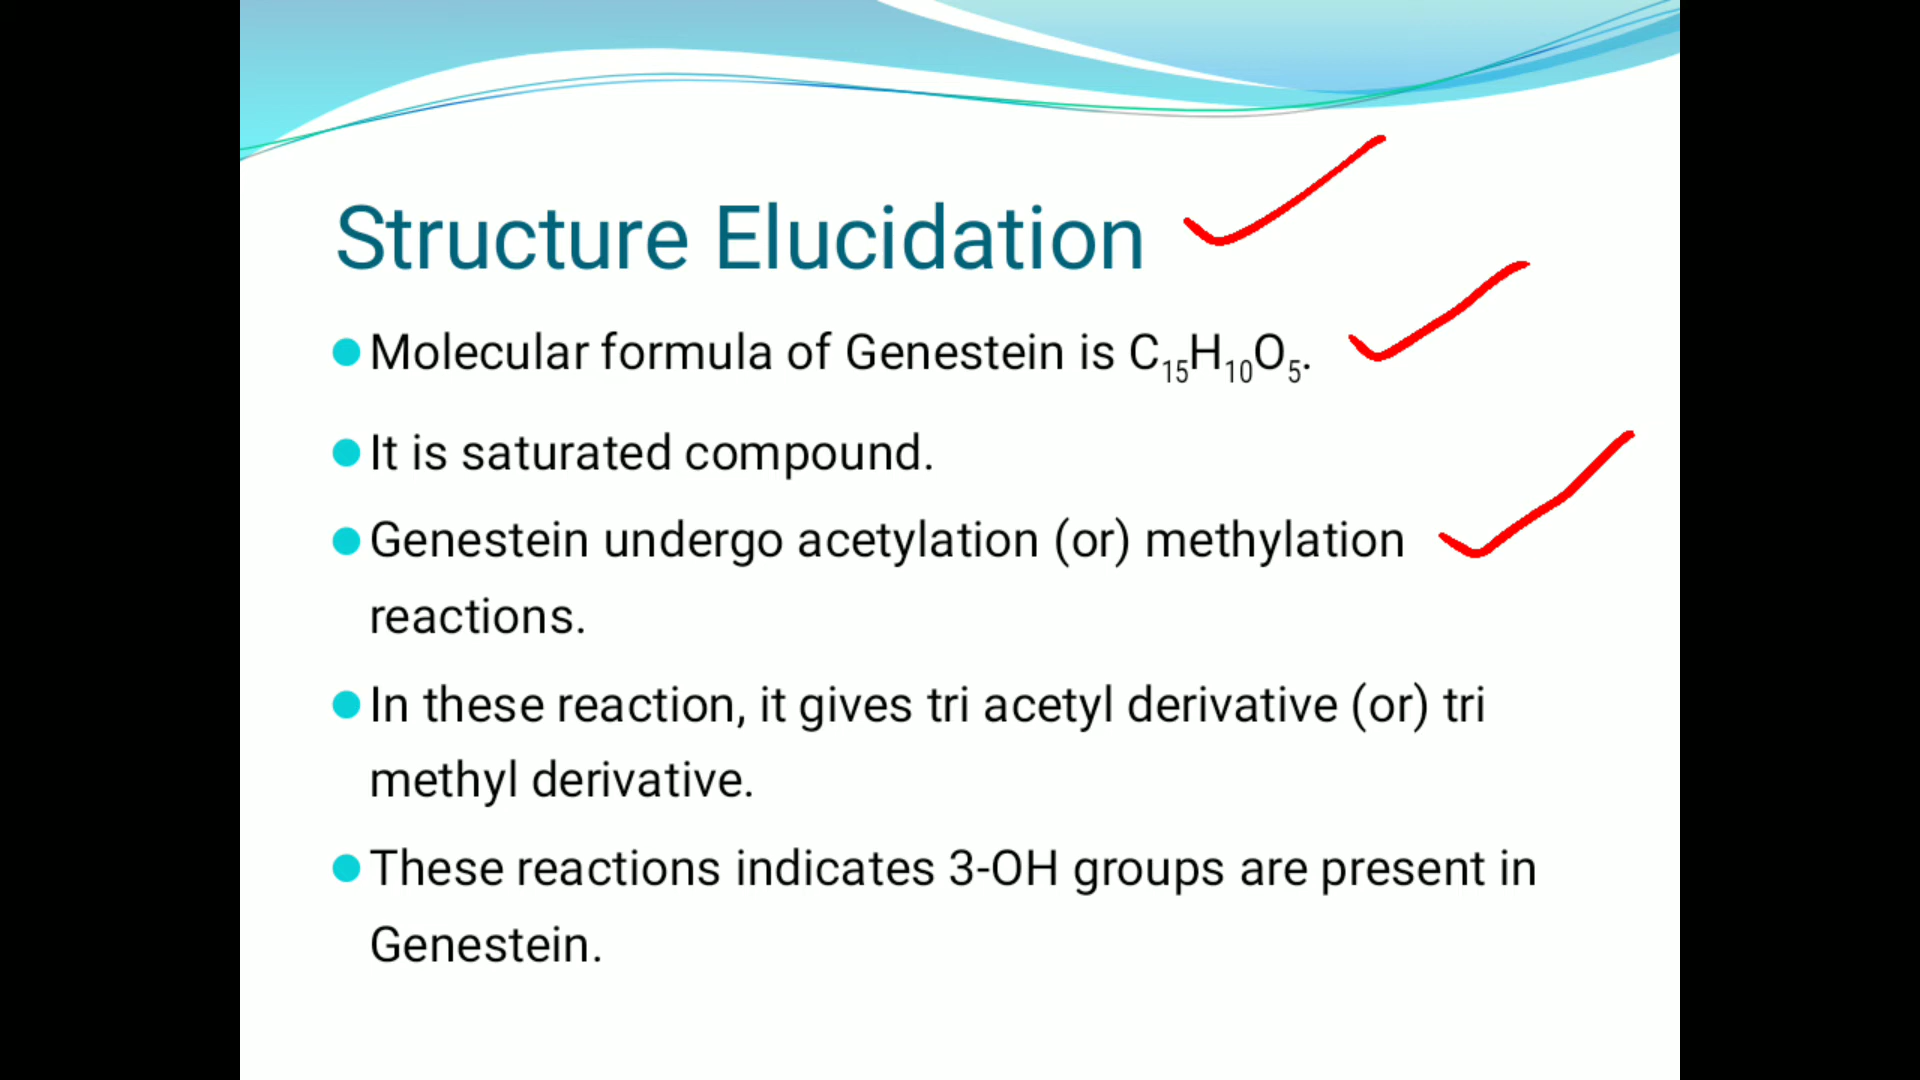 Structure Elucidation
Molecular formula of Genestein is C₁₅H₁₀O₅.
It is saturated compound.
Genestein undergo acetylation (or) methylation
reactions.
In these reaction, it gives tri acetyl derivative (or) tri
methyl derivative.
These reactions indicates 3-OH groups are present in
Genestein.